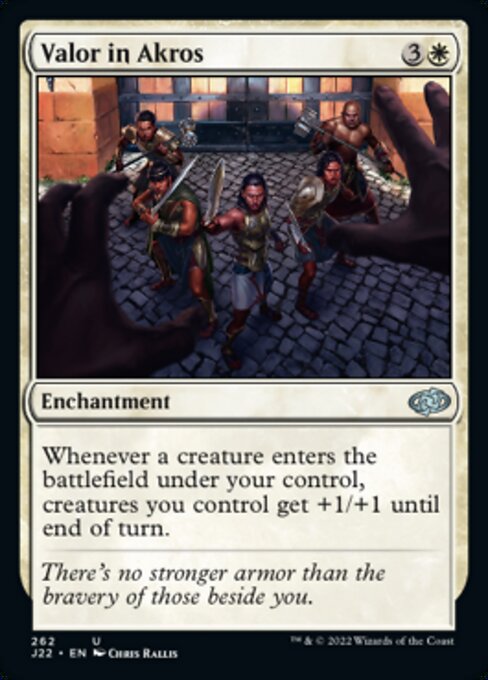 Valor in Akros 3
Enchantment
Whenever a creature enters the
battlefield under your control,
creatures you control get +1/+1 until
end of turn.
There's no stronger armor than the
bravery of those beside you.
262 U
J22 • EN Chris Rallis
™ & © 2022 Wizards of the Coast